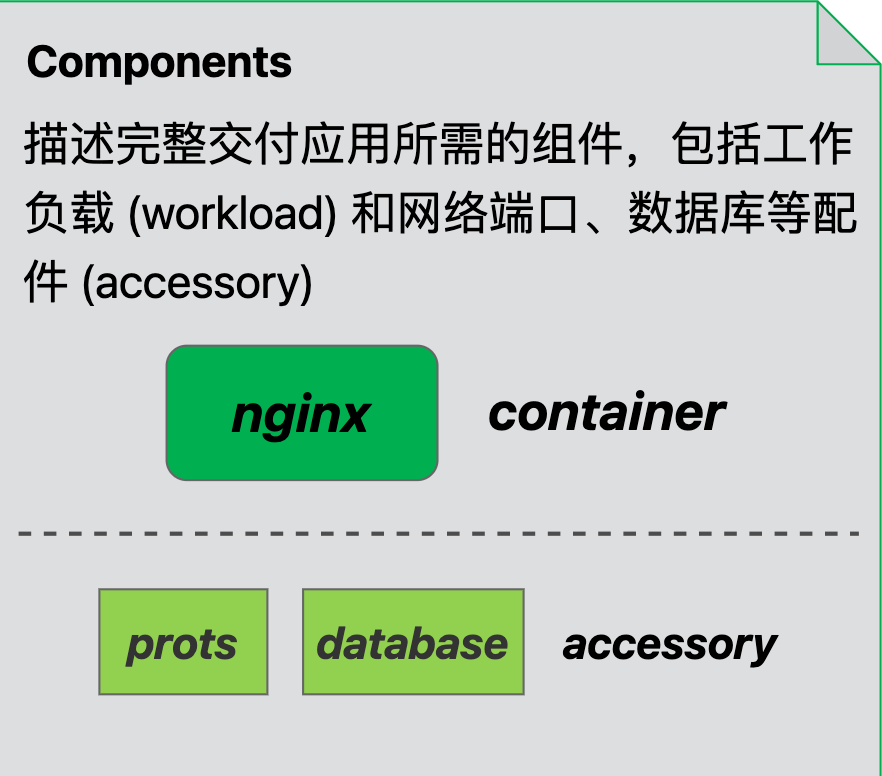 Components
描述完整交付应用所需的组件，包括工作
负载 (workload) 和网络端口、数据库等配
件 (accessory)
nginx container
prots database accessory